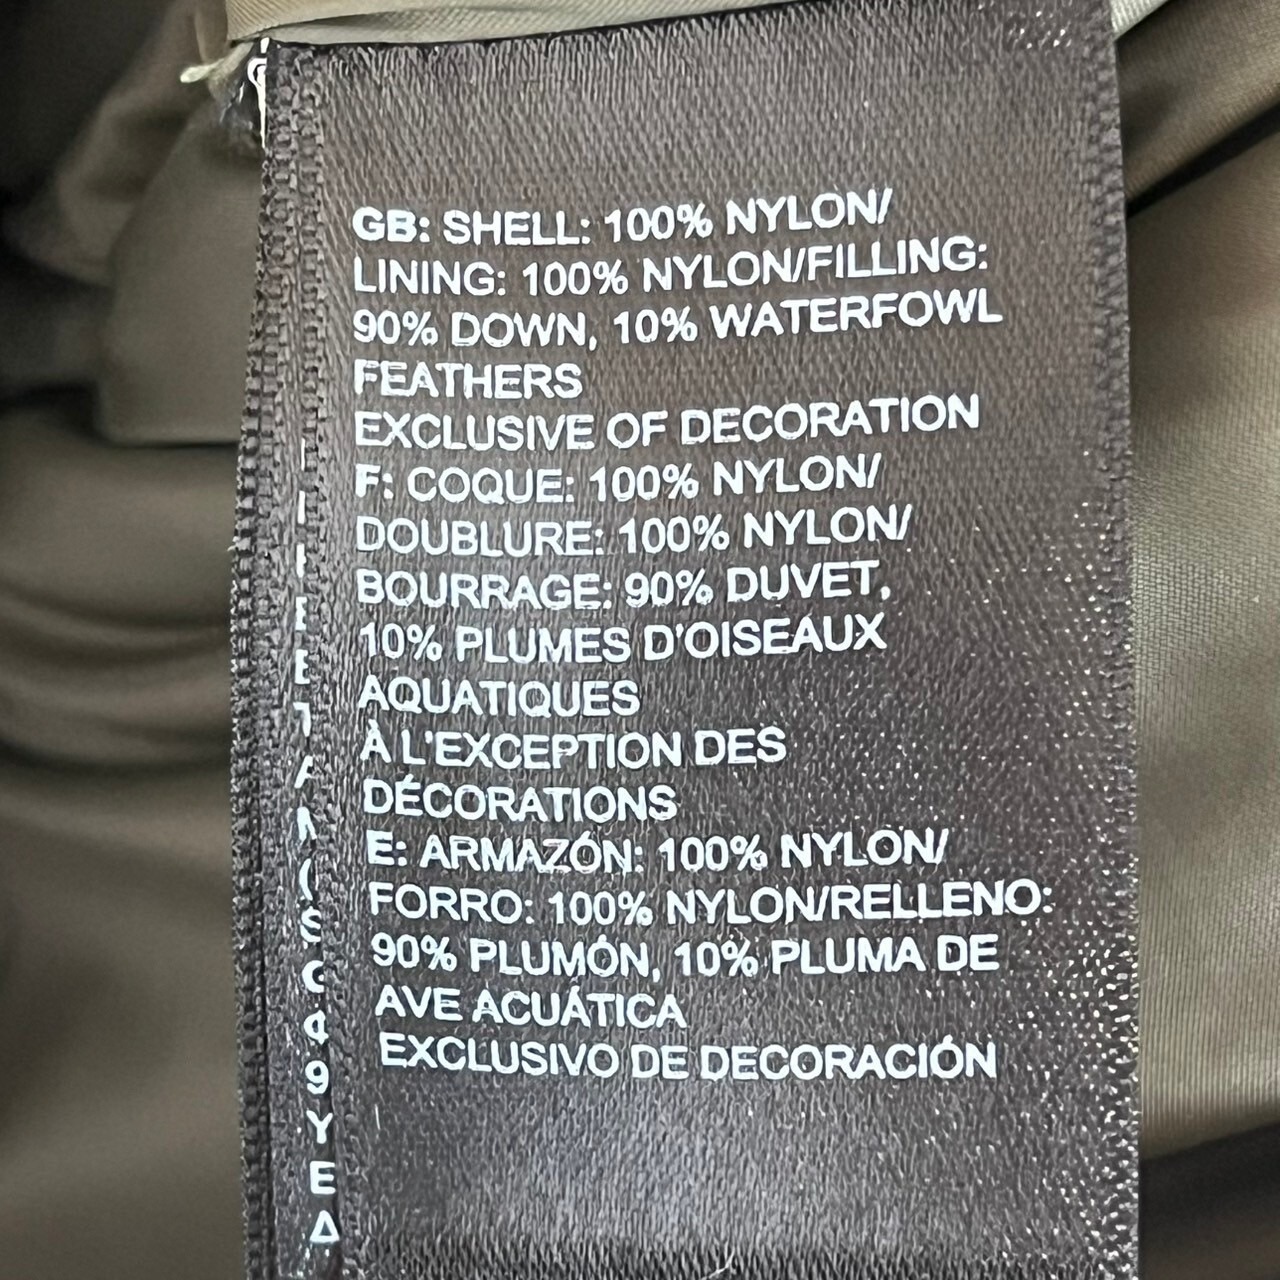 GB: SHELL: 100% NYLON/
LINING: 100% NYLON/FILLING:
90% DOWN, 10% WATERFOWL
FEATHERS
EXCLUSIVE OF DECORATION
F: COQUE: 100% NYLON/
DOUBLURE: 100% NYLON/
BOURRAGE: 90% DUVET,
10% PLUMES D'OISEAUX
AQUATIQUES
À L'EXCEPTION DES
DÉCORATIONS
E: ARMAZÓN: 100% NYLON/
FORRO: 100% NYLON/RELLENO:
90% PLUMÓN, 10% PLUMA DE
AVE ACUÁTICA
EXCLUSIVO DE DECORACIÓN